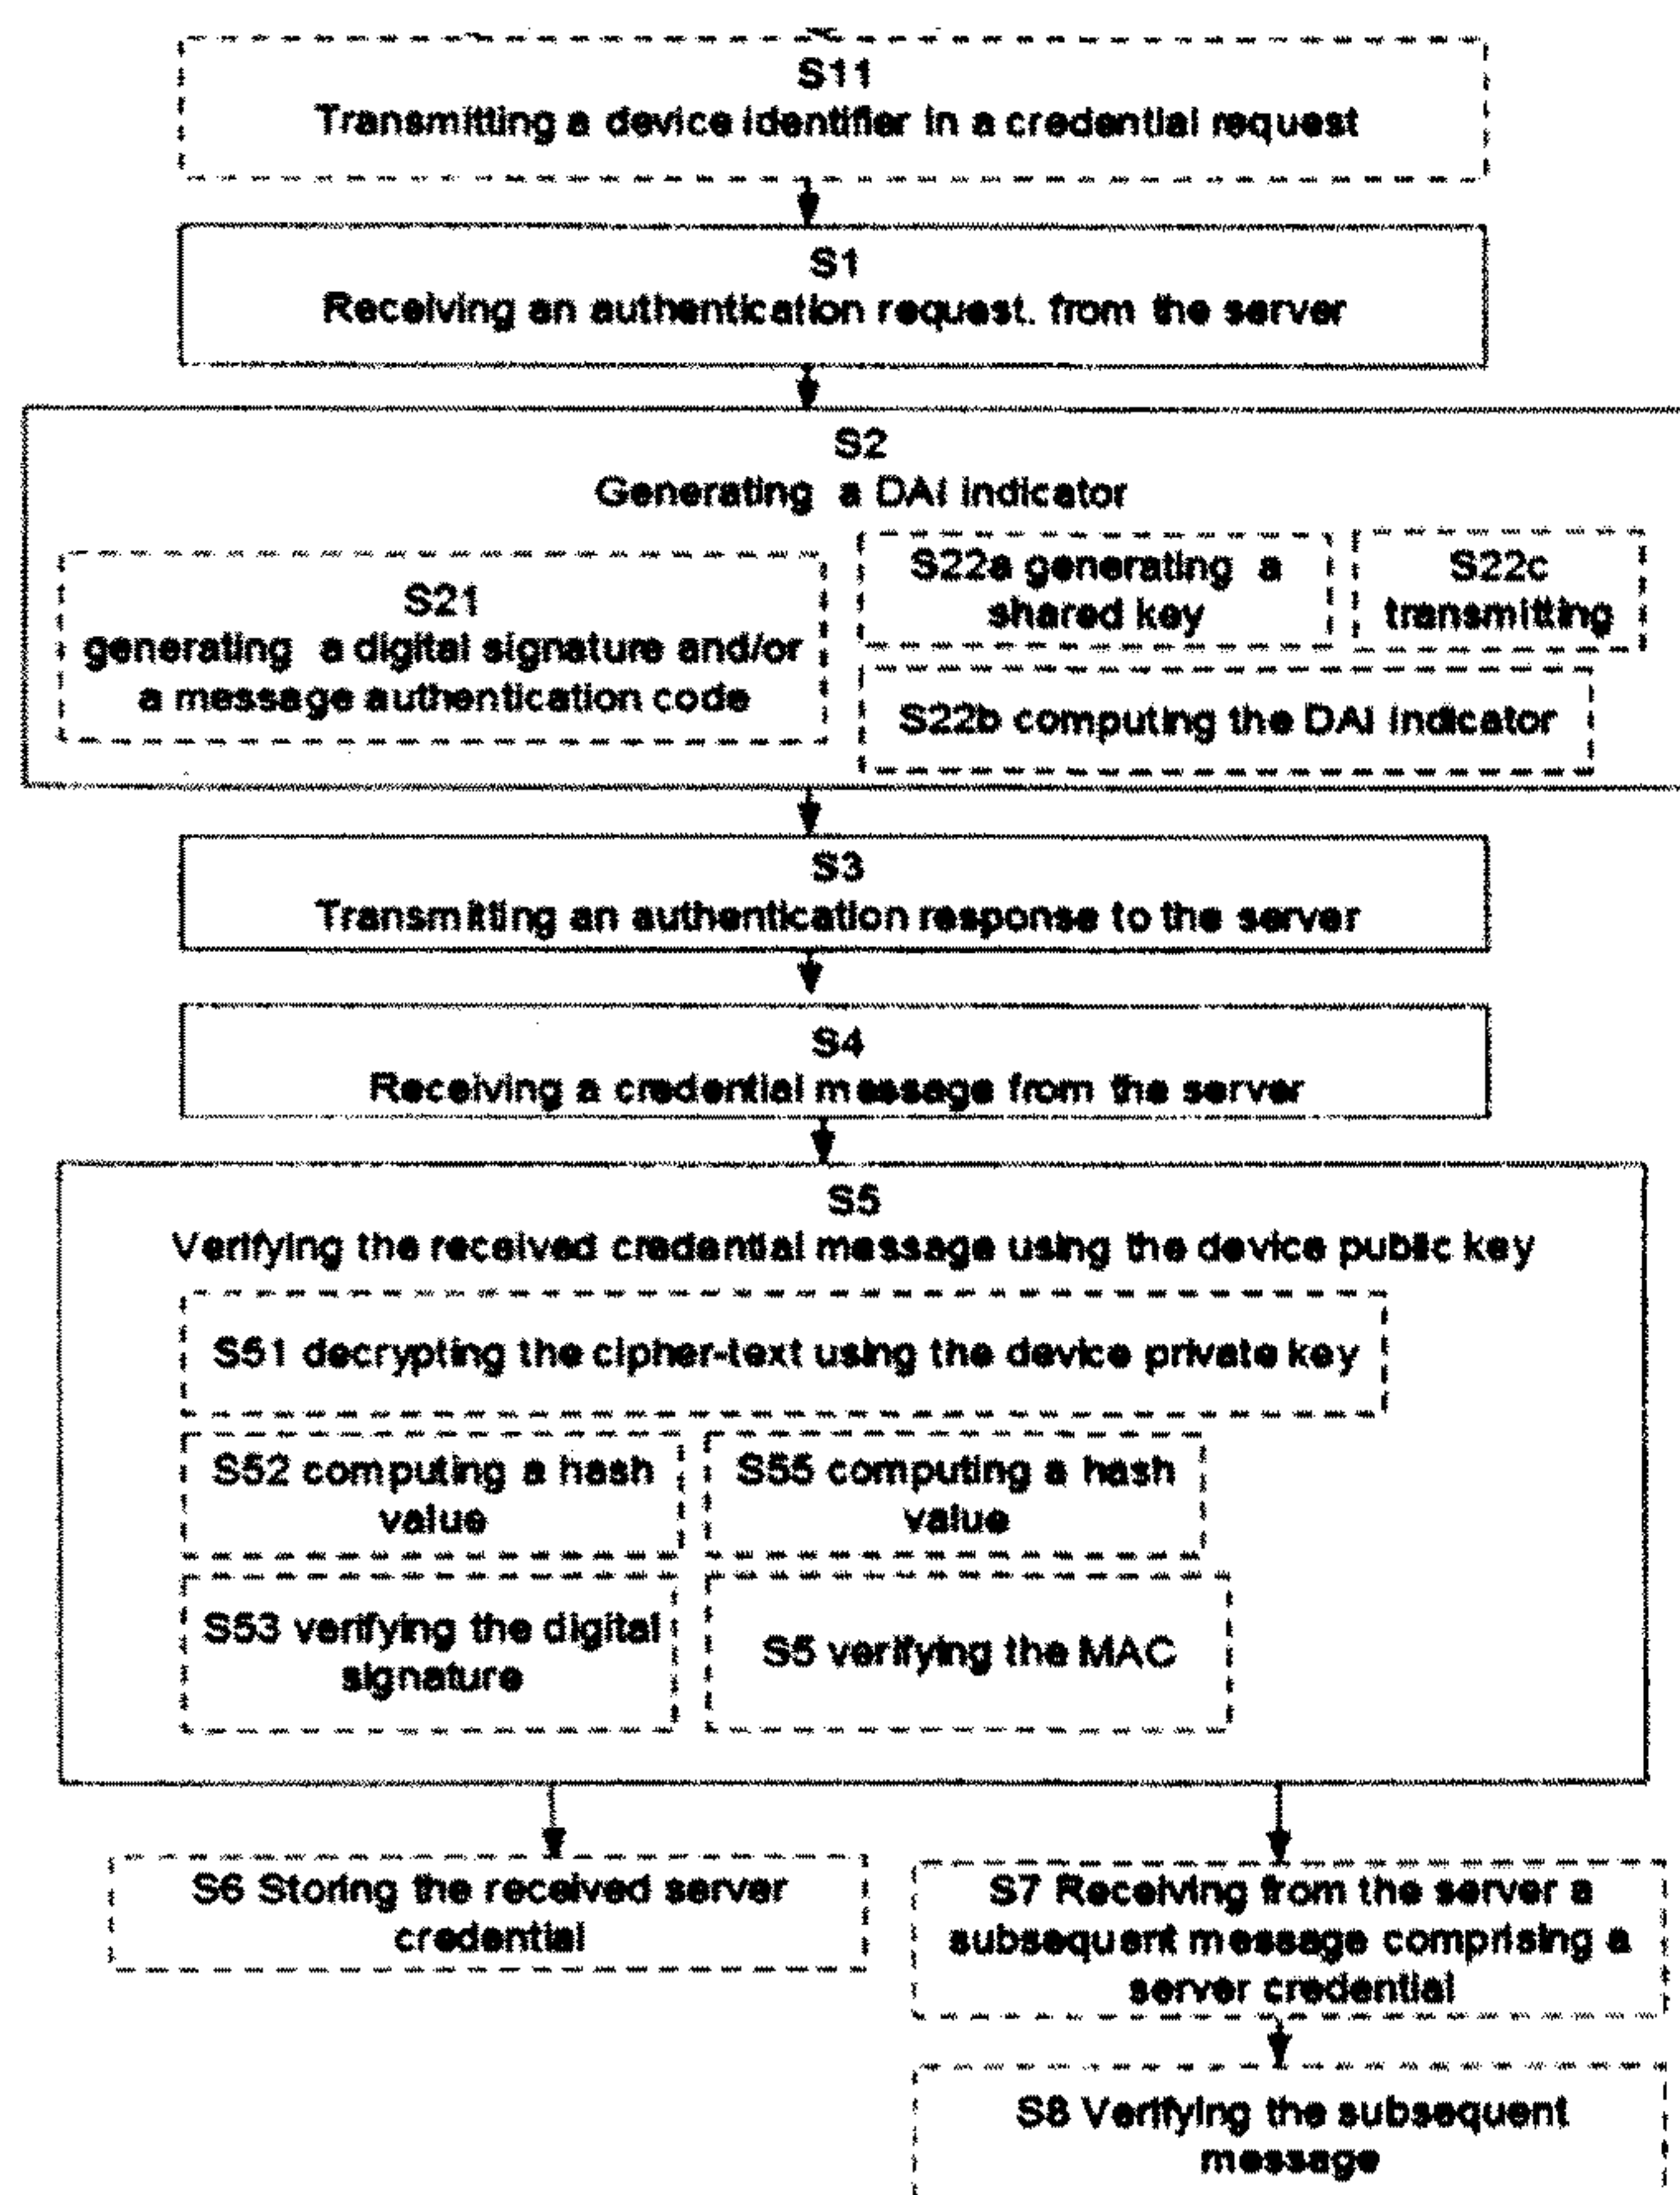 S11
Transmitting a device identifier in a credential request
S1
Receiving an authentication request. from the server
S2
Generating a DAI indicator
S21
generating a digital signature and/or
a message authentication code
S22a generating a
shared key
S22c
transmitting
S22b computing the DAI indicator
S3
Transmitting an authentication response to the server
S4
Receiving a credential message from the server
S5
Verifying the received credential message using the device public key
S51 decrypting the cipher-text using the device private key
S52 computing a hash
value
S55 computing a hash
value
S53 verifying the digital
signature
S5 verifying the MAC
S6 Storing the received server
credential
S7 Receiving from the server a
subsequent message comprising a
server credential
S8 Verifying the subsequent
message